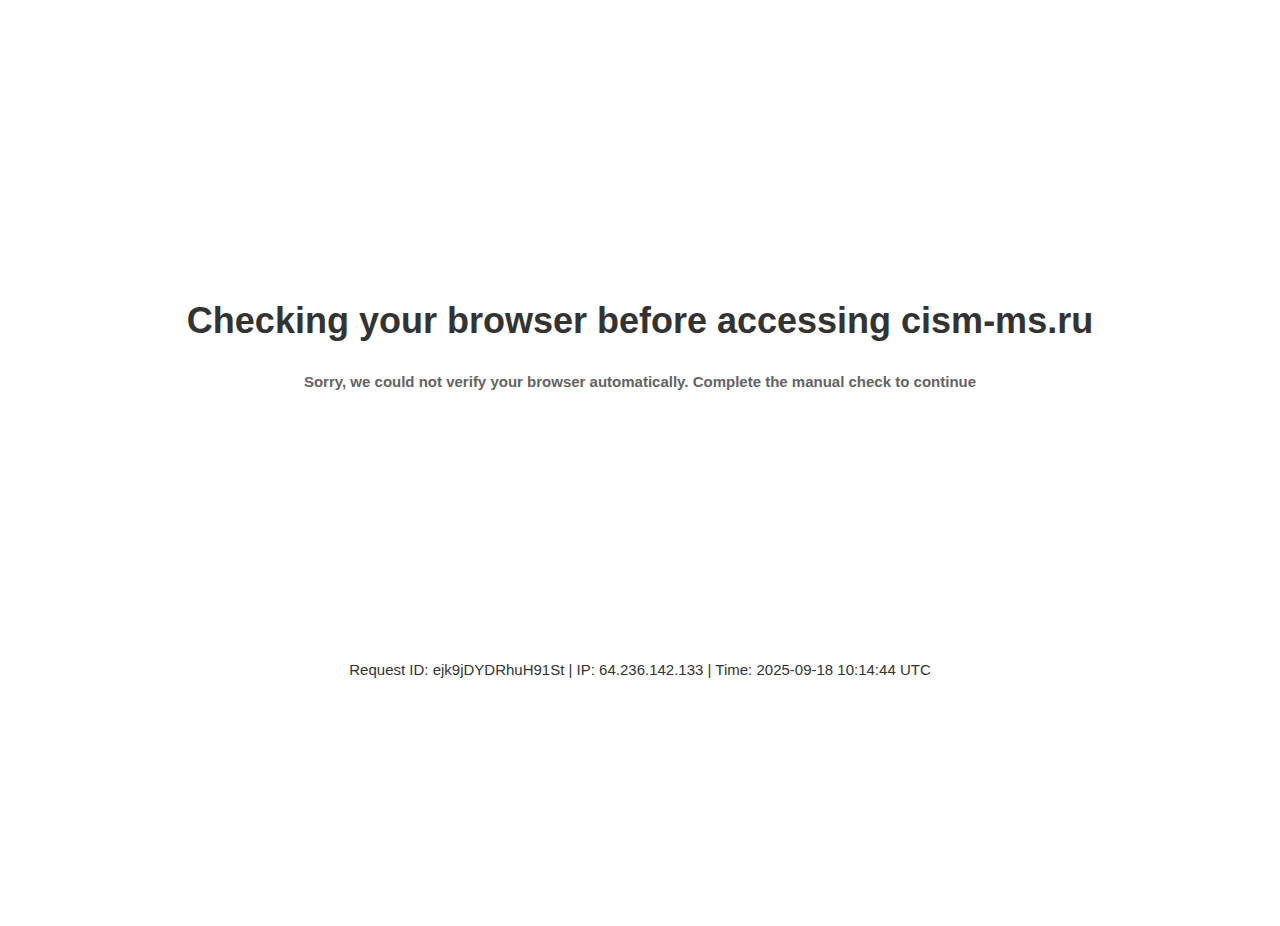 Checking your browser before accessing cism-ms.ru
Sorry, we could not verify your browser automatically. Complete the manual check to continue
Request ID: ejk9jDYDRhuH91St | IP: 64.236.142.133 | Time: 2025-09-18 10:14:44 UTC